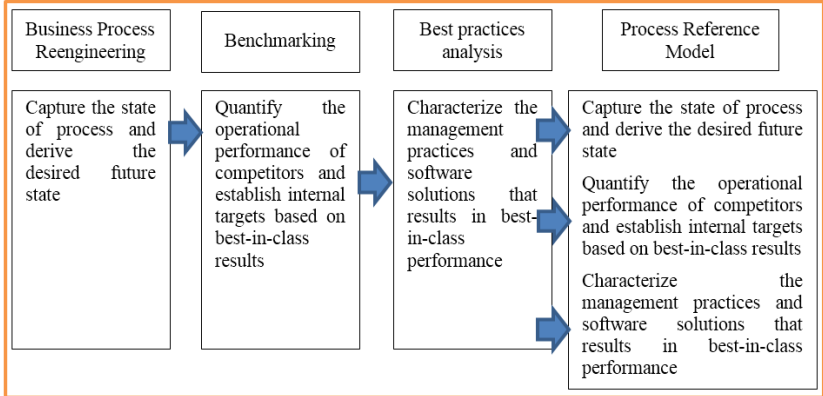 Business Process
Reengineering
Benchmarking
Best practices
analysis
Process Reference
Model
Capture the state
of process and
derive the
desired future
state
Quantify the
operational
performance of
competitors and
establish internal
targets based on
best-in-class
results
Characterize the
management
practices and
software
solutions that
results in best-
in-class
performance
Capture the state of process
and derive the desired future
state
Quantify the operational
performance of competitors
and establish internal targets
based on best-in-class results
Characterize the
management practices and
software solutions that
results in best-in-class
performance